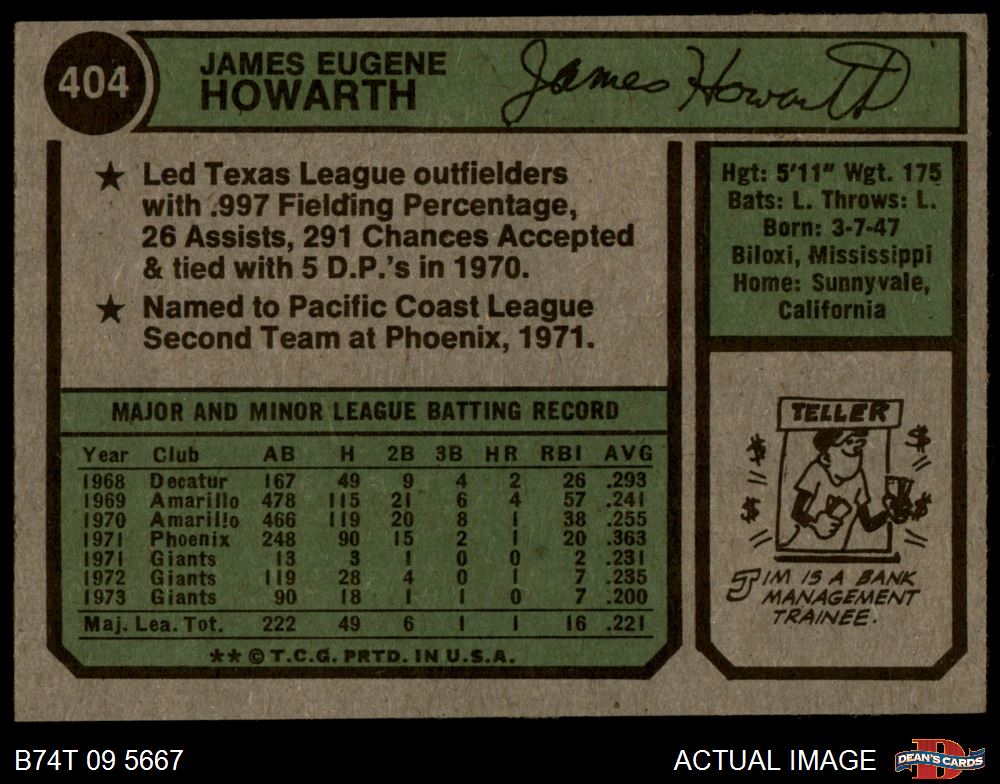 404
JAMES EUGENE
HOWARTH
James Howarth
★ Led Texas League outfielders
with .997 Fielding Percentage,
26 Assists, 291 Chances Accepted
& tied with 5 D.P.'s in 1970.
★ Named to Pacific Coast League
Second Team at Phoenix, 1971.
Hgt: 5'11" Wgt. 175
Bats: L. Throws: L.
Born: 3-7-47
Biloxi, Mississippi
Home: Sunnyvale,
California
MAJOR AND MINOR LEAGUE BATTING RECORD
Year Club AB H 2B 3B HR RBI AVG
1968 Decatur 167 49 9 4 2 26 .293
1969 Amarillo 478 115 21 6 4 57 .241
1970 Amarillo 466 119 20 8 1 38 .255
1971 Phoenix 248 90 15 2 1 20 .363
1971 Giants 13 3 1 0 0 2 .231
1972 Giants 119 28 4 0 1 7 .235
1973 Giants 90 18 1 1 0 7 .200
Maj. Lea. Tot. 222 49 6 1 1 16 .221
** © T.C.G. PRTD. IN U.S.A.
TELLER
$ $
$ $
JIM IS A BANK
MANAGEMENT
TRAINEE.
B74T 09 5667
ACTUAL IMAGE
D
DEAN'S CARDS